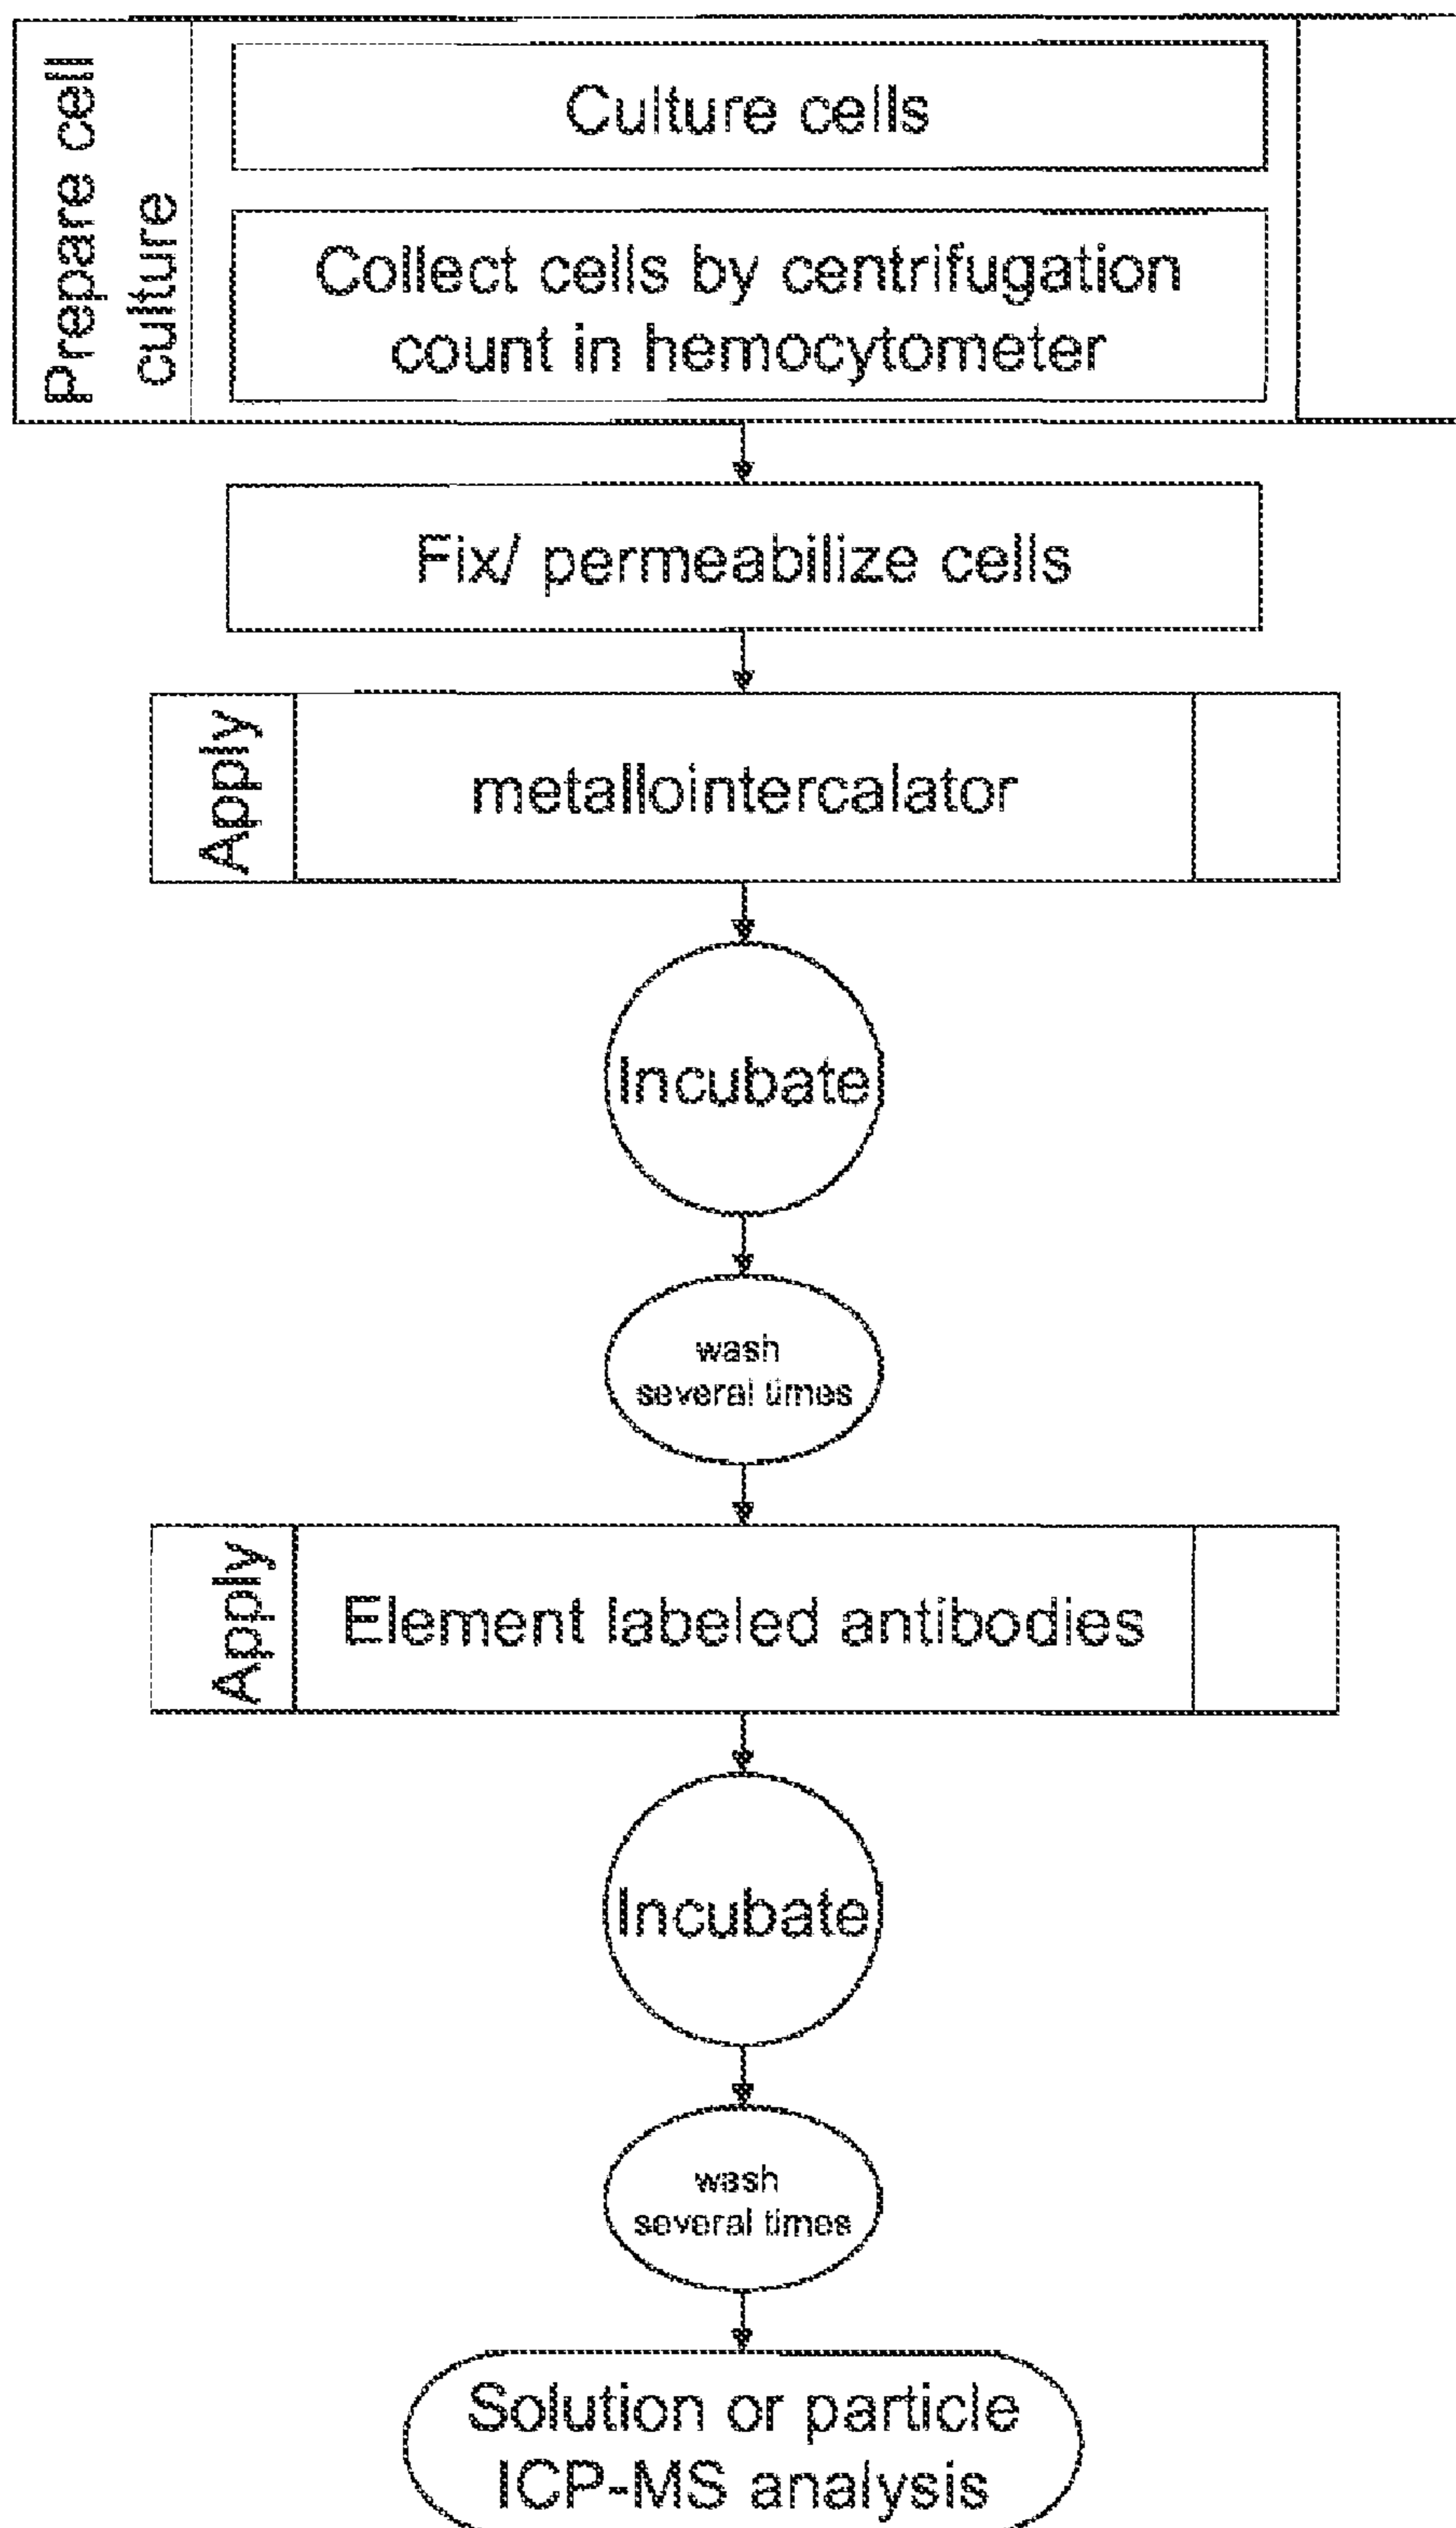 Prepare cell
culture
Culture cells
Collect cells by centrifugation
count in hemocytometer
Fix/ permeabilize cells
Apply
metallointercalator
Incubate
wash
several times
Apply
Element labeled antibodies
Incubate
wash
several times
Solution or particle
ICP-MS analysis